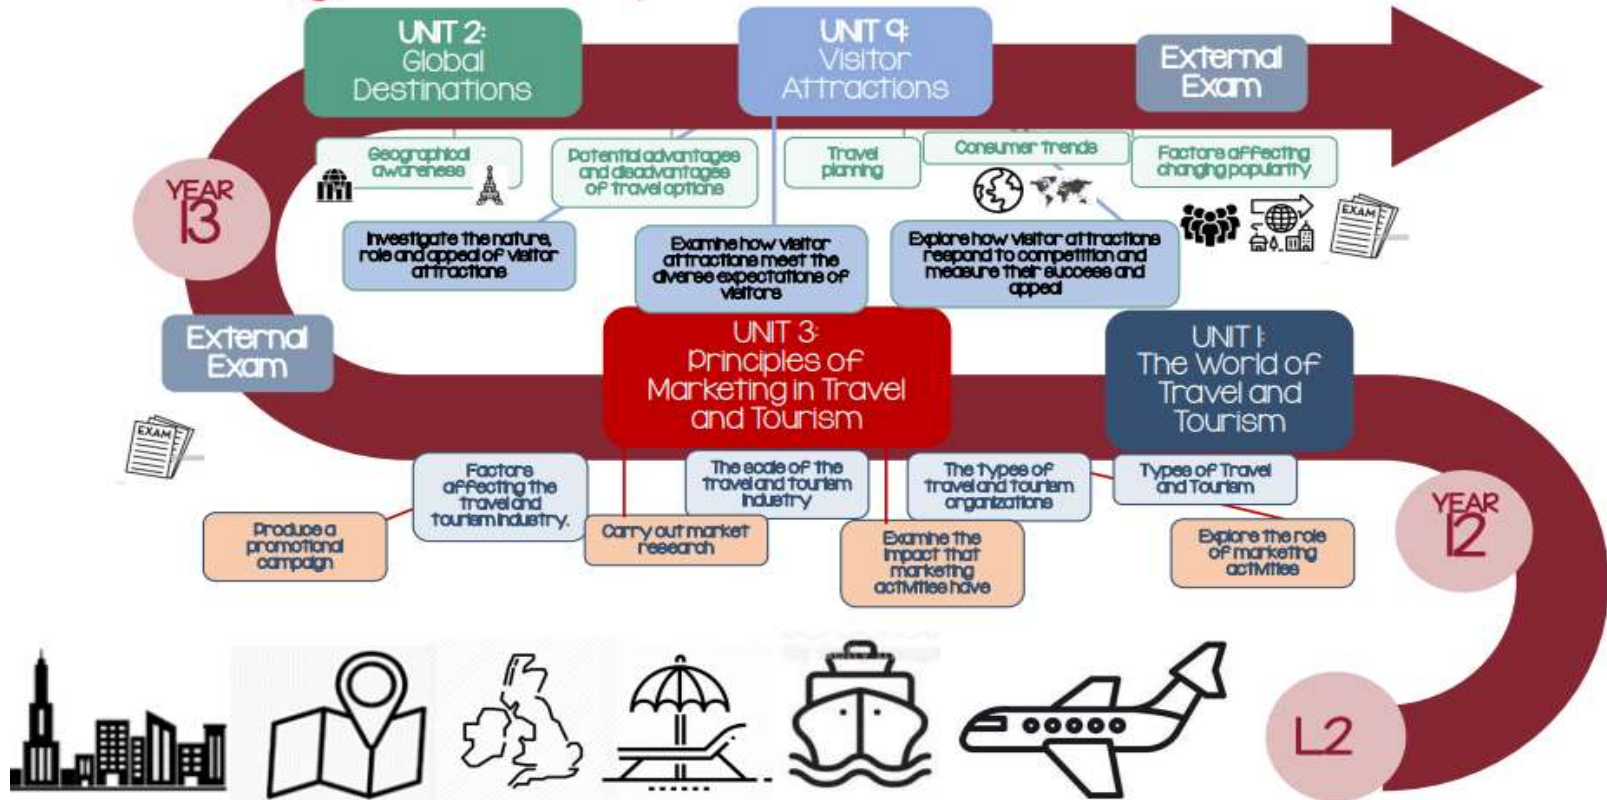 UNIT 2:
Global
Destinations
UNIT 9:
Visitor
Attractions
External
Exam
Geographical
awareness
Potential advantages
and disadvantages
of travel options
Travel
planning
Consumer trends
Factors affecting
changing popularity
YEAR
13
Investigate the nature,
role and appeal of visitor
attractions
Examine how visitor
attractions meet the
diverse expectations of
visitors
Explore how visitor attractions
respond to competition and
measure their success and
appeal
EXAM
External
Exam
UNIT 3:
Principles of
Marketing in Travel
and Tourism
UNIT 1:
The World of
Travel and
Tourism
EXAM
Factors
affecting the
travel and
tourism industry.
The scale of the
travel and tourism
industry
The types of
travel and tourism
organizations
Types of Travel
and Tourism
YEAR
12
Produce a
promotional
campaign
Carry out market
research
Examine the
impact that
marketing
activities have
Explore the role
of marketing
activities
L2